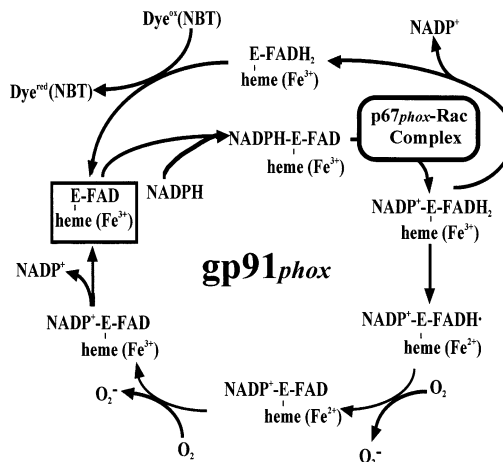 Dyeᵒˣ(NBT)
NADP⁺
E-FADH₂
heme (Fe³⁺)
Dyeʳᵉᵈ(NBT)
p67phox-Rac
Complex
NADPH-E-FAD
heme (Fe³⁺)
NADPH
E-FAD
heme (Fe³⁺)
NADP⁺-E-FADH₂
heme (Fe³⁺)
gp91phox
NADP⁺
NADP⁺-E-FAD
heme (Fe³⁺)
NADP⁺-E-FADH·
heme (Fe²⁺)
NADP⁺-E-FAD
heme (Fe²⁺)
O₂⁻
O₂
O₂
O₂⁻